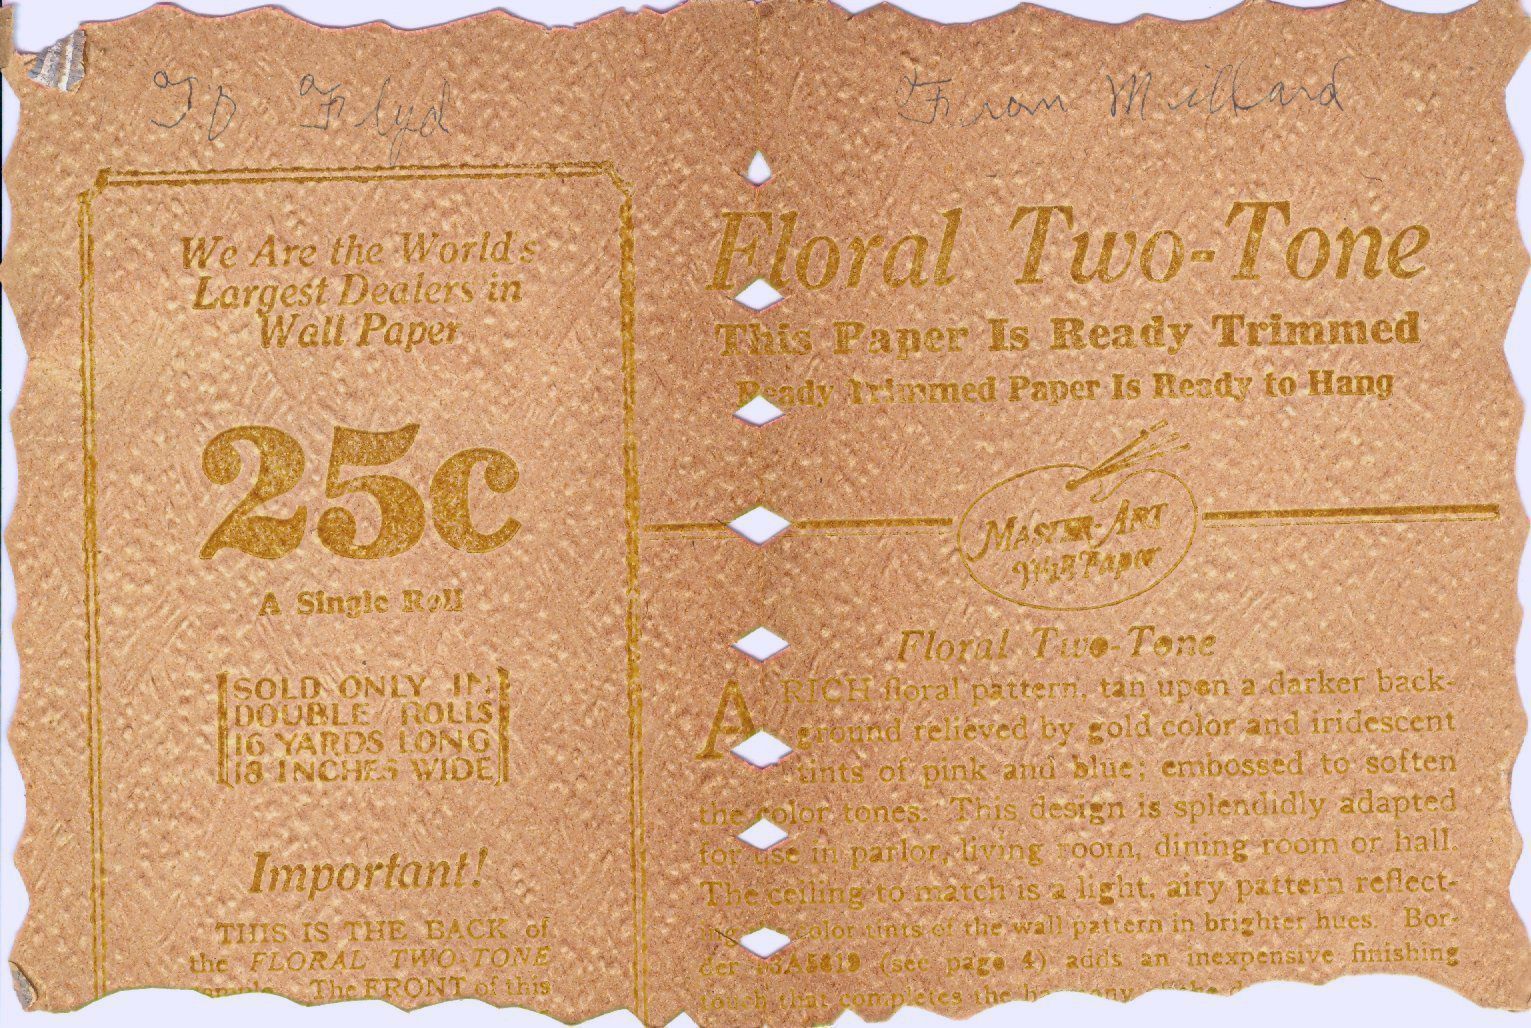 To Flyd
From Millard
We Are the World's
Largest Dealers in
Wall Paper
25c
A Single Roll
SOLD ONLY IN
DOUBLE ROLLS
16 YARDS LONG
18 INCHES WIDE
Important!
THIS IS THE BACK of
the FLORAL TWO-TONE
sample. The FRONT of this
Floral Two-Tone
This Paper Is Ready Trimmed
Ready Trimmed Paper Is Ready to Hang
MASTER-ART
Wall Paper
Floral Two-Tone
A RICH floral pattern, tan upon a darker back-
ground relieved by gold color and iridescent
tints of pink and blue; embossed to soften
the color tones. This design is splendidly adapted
for use in parlor, living room, dining room or hall.
The ceiling to match is a light, airy pattern reflect-
ing color tints of the wall pattern in brighter hues. Bor-
der (see page 4) adds an inexpensive finishing
touch that completes the harmony